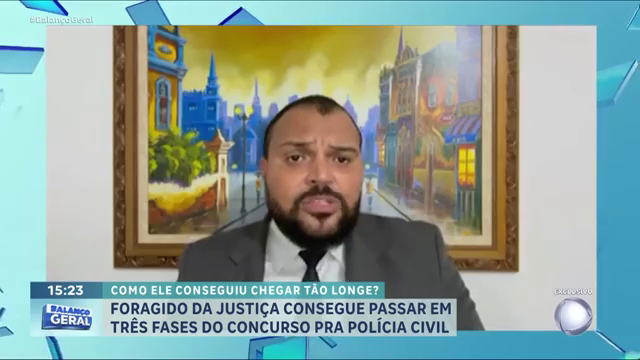 #BalançoGeral
15:23
COMO ELE CONSEGUIU CHEGAR TÃO LONGE?
BALANÇO
GERAL
FORAGIDO DA JUSTIÇA CONSEGUE PASSAR EM
TRÊS FASES DO CONCURSO PRA POLÍCIA CIVIL
EXCLUSIVO